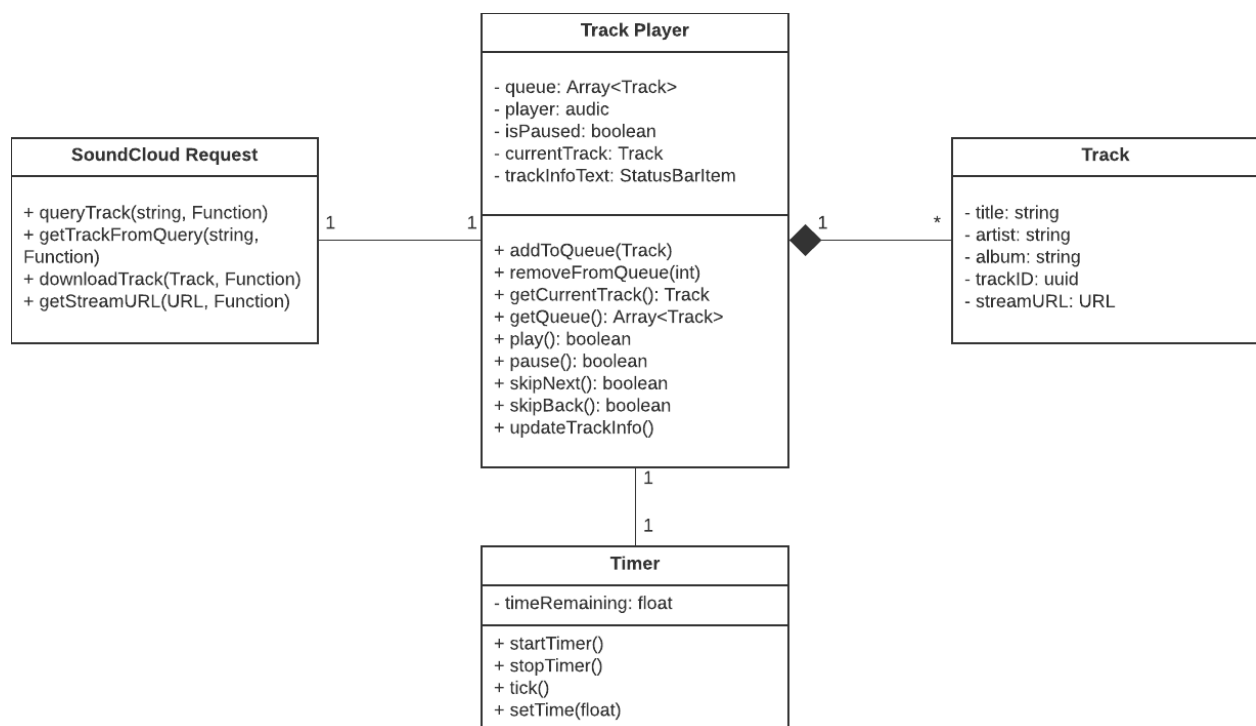 Track Player
- queue: Array<Track>
- player: audic
- isPaused: boolean
- currentTrack: Track
- trackInfoText: StatusBarItem
+ addToQueue(Track)
+ removeFromQueue(int)
+ getCurrentTrack(): Track
+ getQueue(): Array<Track>
+ play(): boolean
+ pause(): boolean
+ skipNext(): boolean
+ skipBack(): boolean
+ updateTrackInfo()
SoundCloud Request
+ queryTrack(string, Function)
+ getTrackFromQuery(string,
Function)
+ downloadTrack(Track, Function)
+ getStreamURL(URL, Function)
1
1
1
*
Track
- title: string
- artist: string
- album: string
- trackID: uuid
- streamURL: URL
1
1
Timer
- timeRemaining: float
+ startTimer()
+ stopTimer()
+ tick()
+ setTime(float)